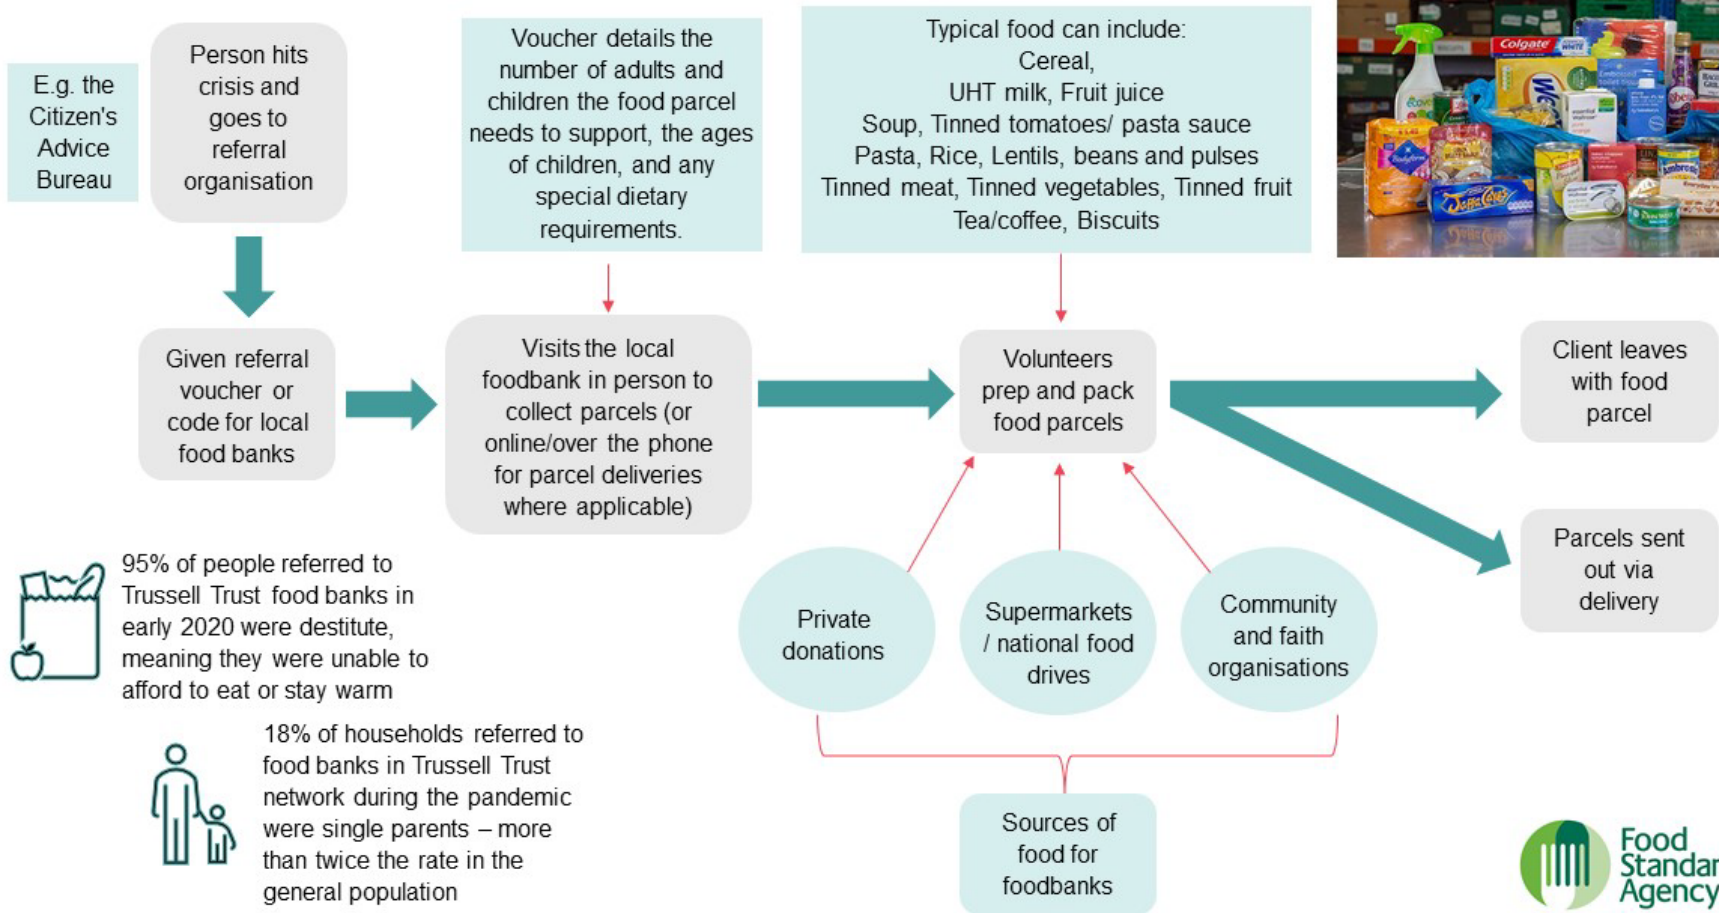 E.g. the
Citizen's
Advice
Bureau
Person hits
crisis and
goes to
referral
organisation
Voucher details the
number of adults and
children the food parcel
needs to support, the ages
of children, and any
special dietary
requirements.
Typical food can include:
Cereal,
UHT milk, Fruit juice
Soup, Tinned tomatoes/ pasta sauce
Pasta, Rice, Lentils, beans and pulses
Tinned meat, Tinned vegetables, Tinned fruit
Tea/coffee, Biscuits
Colgate
WHITE
ecover
Bodyform
Jaffa Cakes
Ambrosia
Given referral
voucher or
code for local
food banks
Visits the local
foodbank in person to
collect parcels (or
online/over the phone
for parcel deliveries
where applicable)
Volunteers
prep and pack
food parcels
Client leaves
with food
parcel
Parcels sent
out via
delivery
Private
donations
Supermarkets
/ national food
drives
Community
and faith
organisations
Sources of
food for
foodbanks
95% of people referred to
Trussell Trust food banks in
early 2020 were destitute,
meaning they were unable to
afford to eat or stay warm
18% of households referred to
food banks in Trussell Trust
network during the pandemic
were single parents – more
than twice the rate in the
general population
Food
Standar
Agency